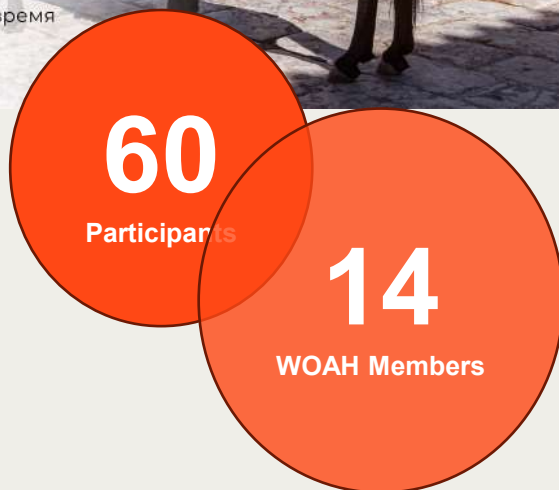 время
60
Participants
14
WOAH Members